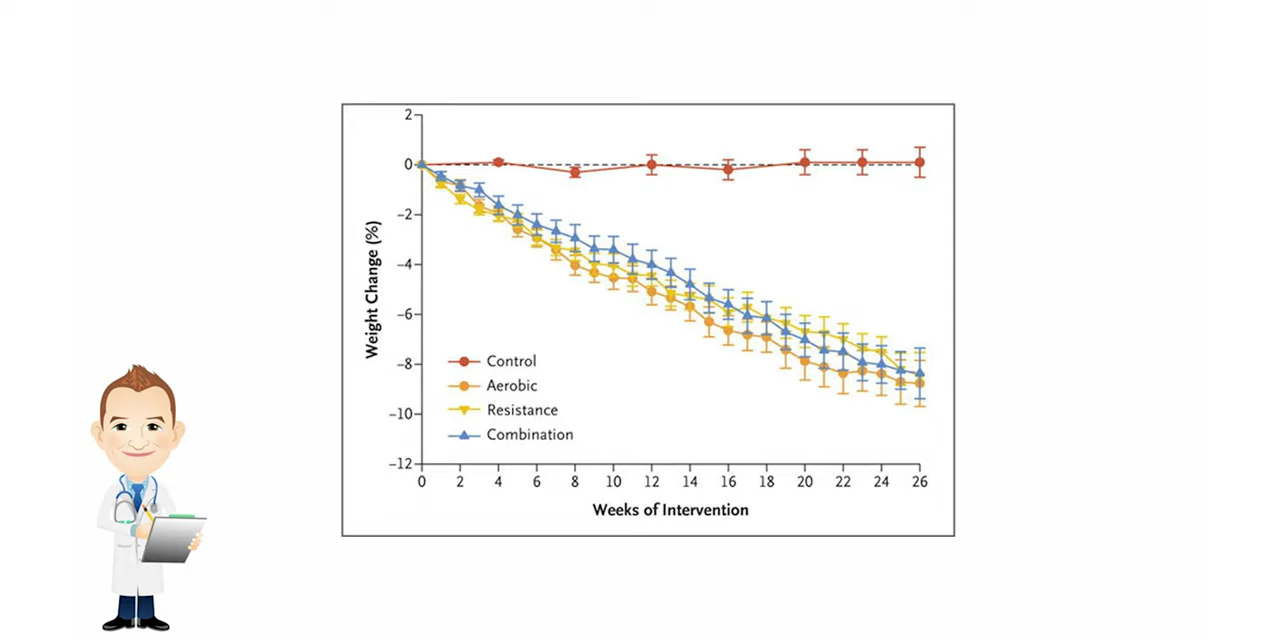 2
0
−2
−4
−6
−8
−10
−12
Weight Change (%)
Control
Aerobic
Resistance
Combination
0 2 4 6 8 10 12 14 16 18 20 22 24 26
Weeks of Intervention